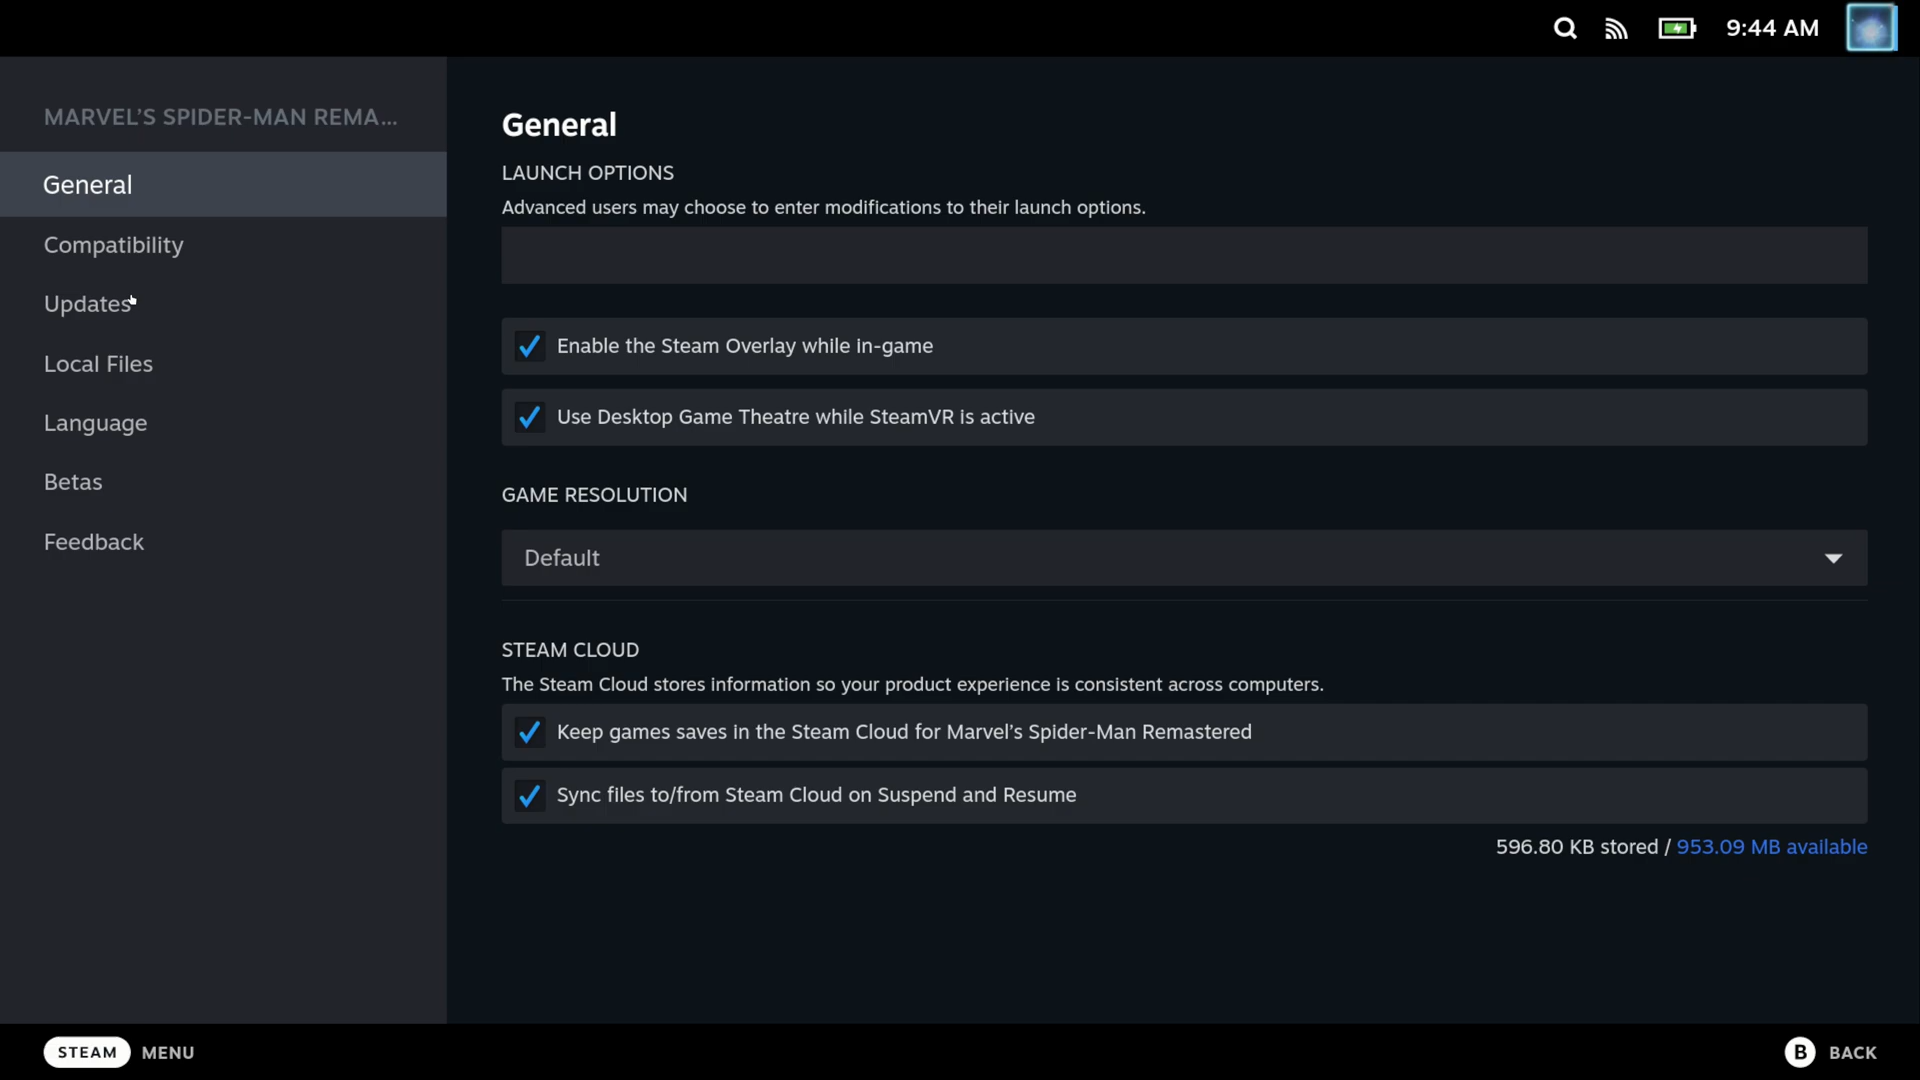 9:44 AM
MARVEL'S SPIDER-MAN REMA...
General
Compatibility
Updates
Local Files
Language
Betas
Feedback
General
LAUNCH OPTIONS
Advanced users may choose to enter modifications to their launch options.
Enable the Steam Overlay while in-game
Use Desktop Game Theatre while SteamVR is active
GAME RESOLUTION
Default
STEAM CLOUD
The Steam Cloud stores information so your product experience is consistent across computers.
Keep games saves in the Steam Cloud for Marvel's Spider-Man Remastered
Sync files to/from Steam Cloud on Suspend and Resume
596.80 KB stored / 953.09 MB available
STEAM MENU
B BACK